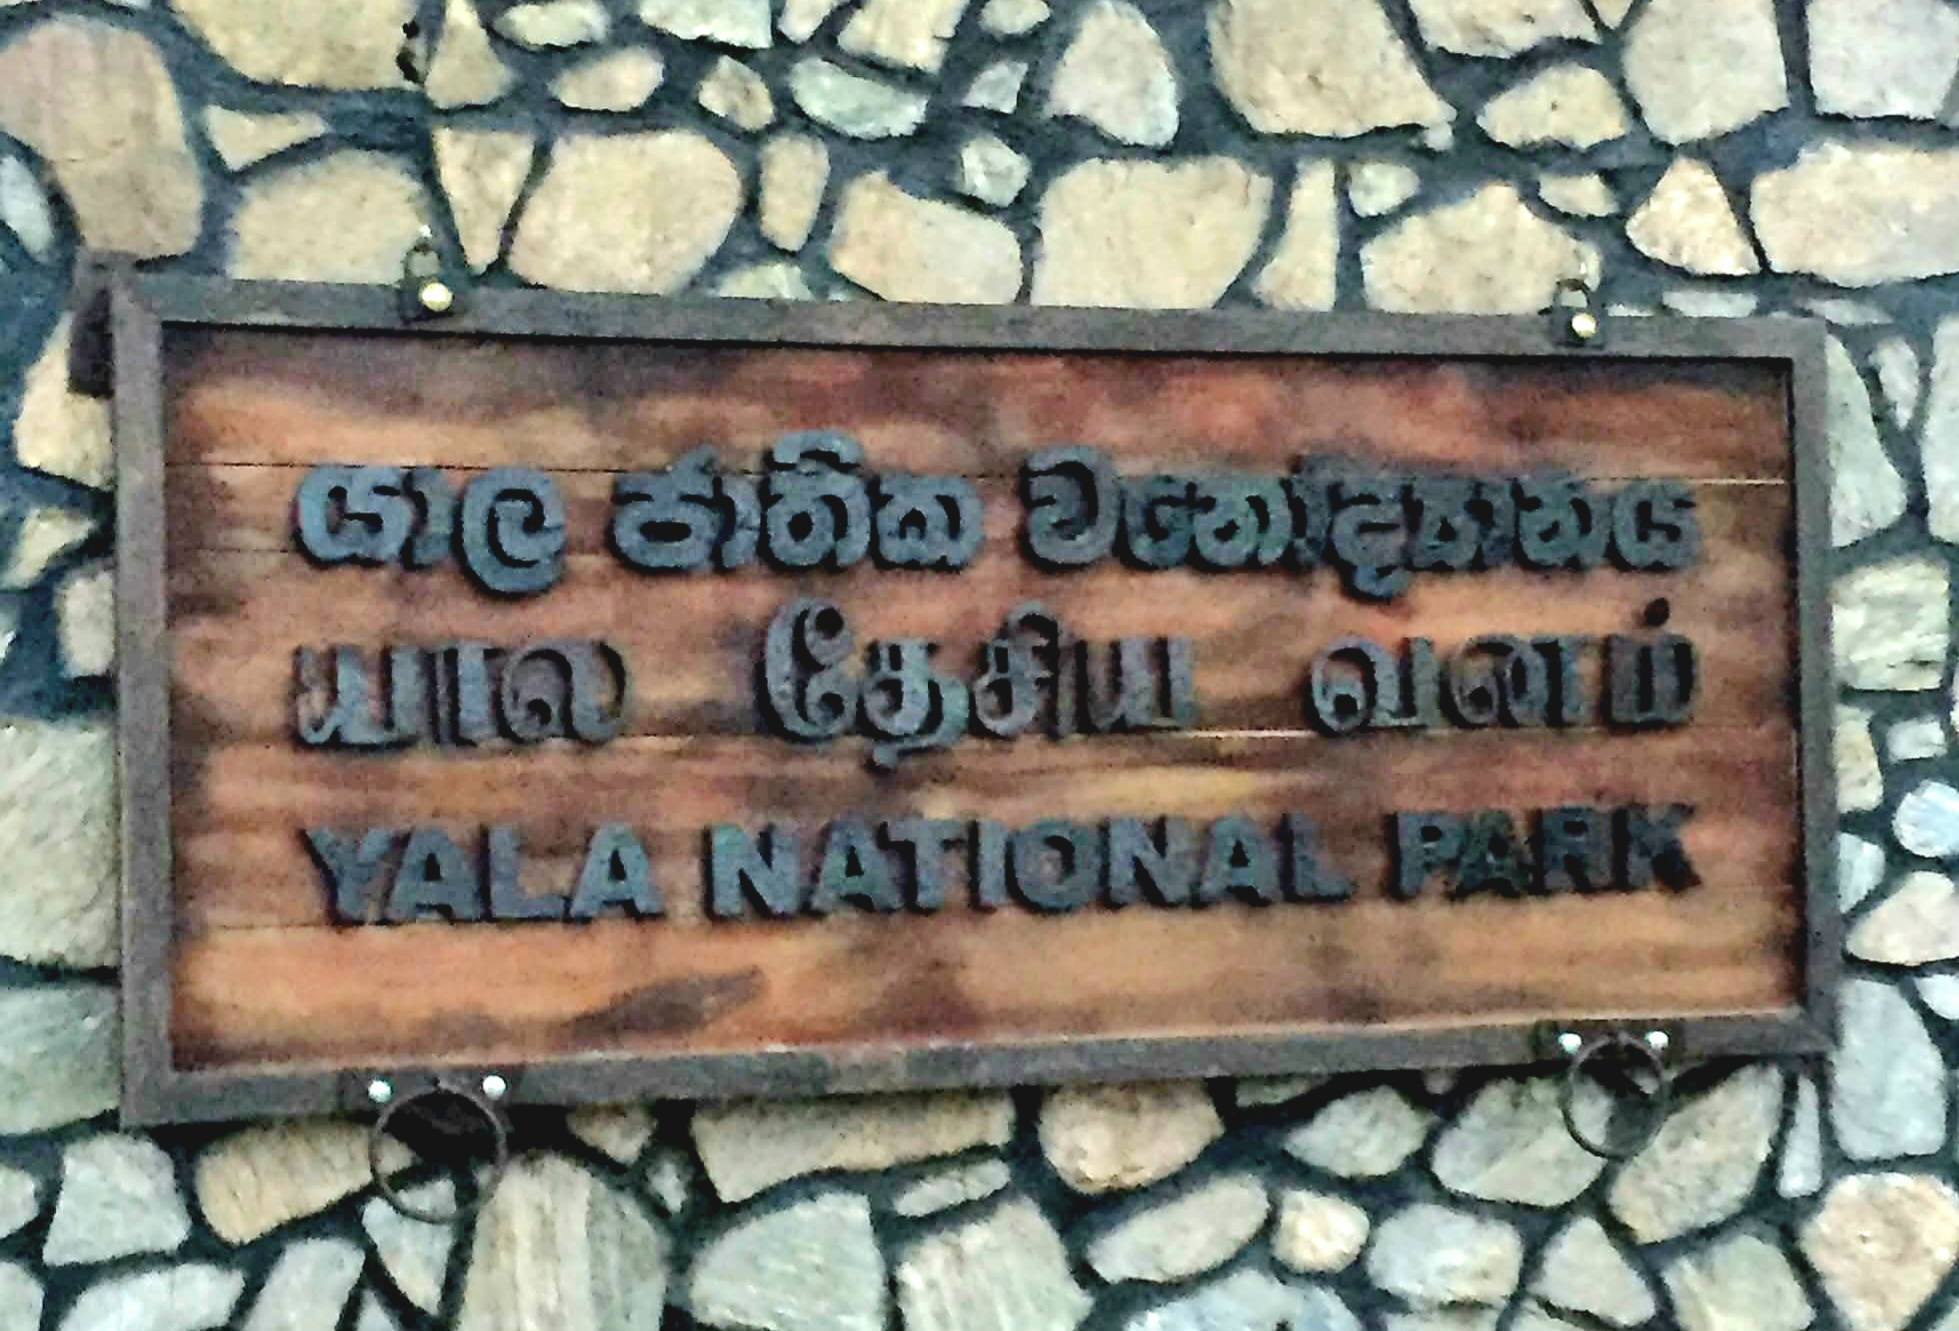 යාල ජාතික වනෝද්‍යානය
யால தேசிய வனம்
YALA NATIONAL PARK